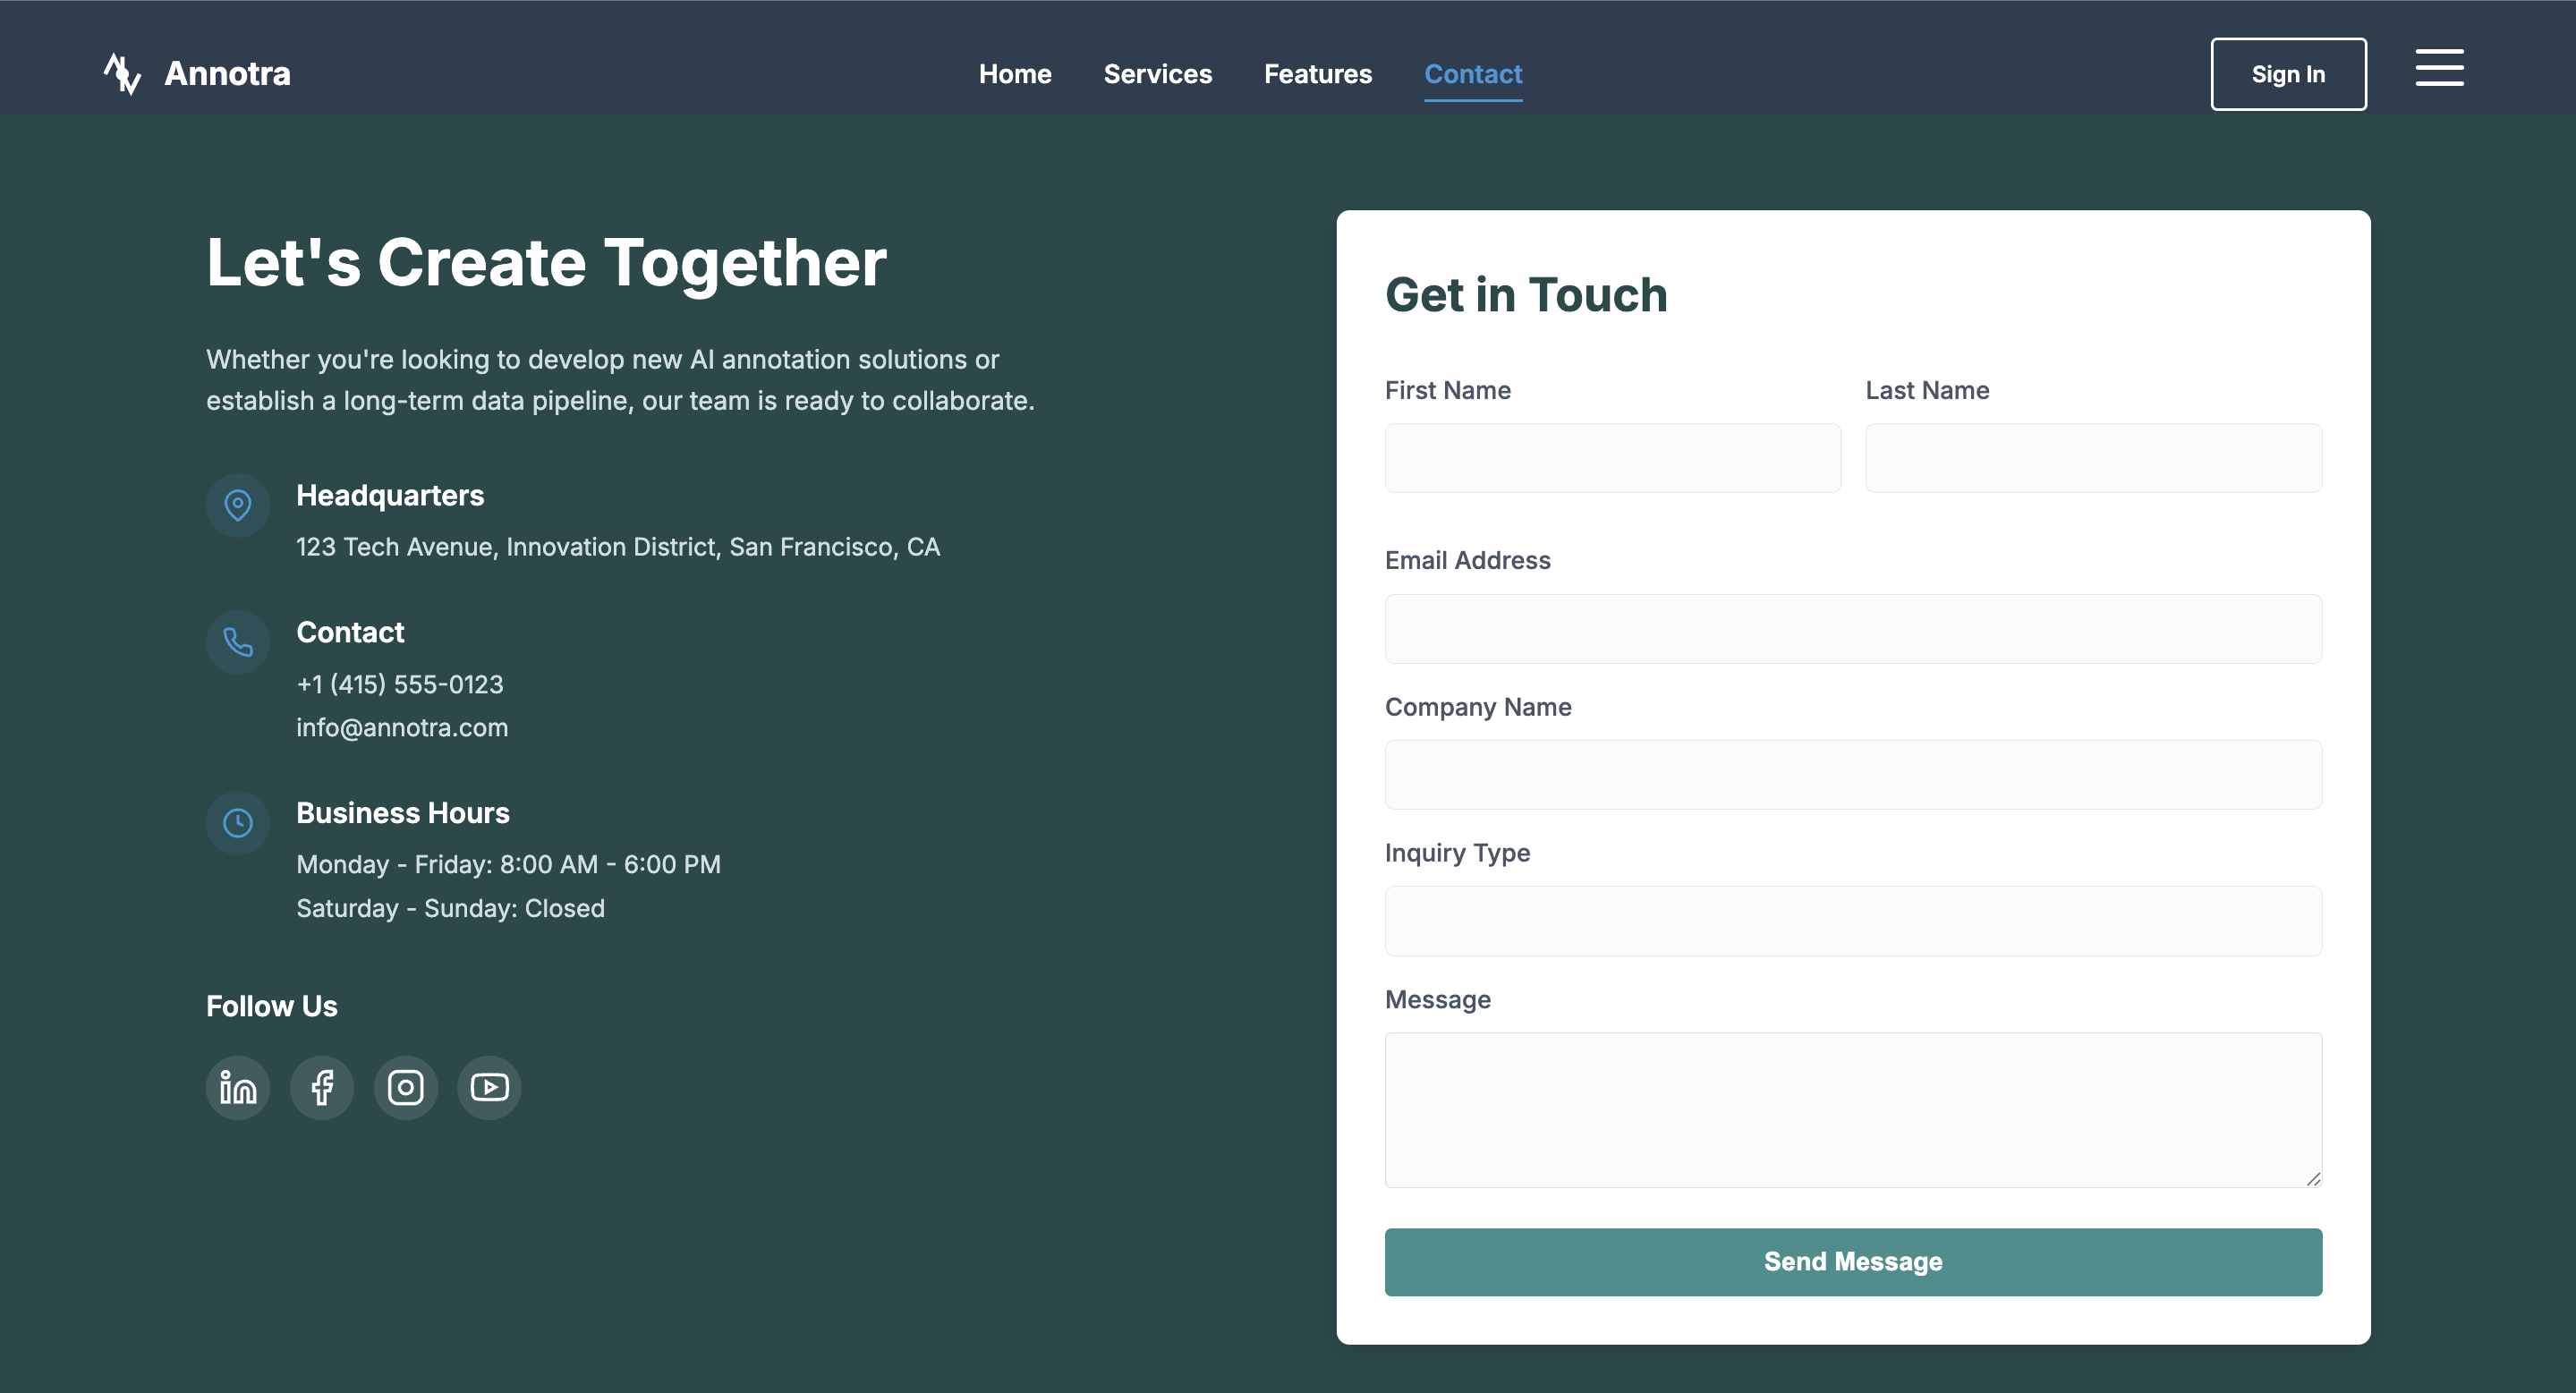 Annotra
Home
Services
Features
Contact
Sign In
Let's Create Together
Whether you're looking to develop new AI annotation solutions or
establish a long-term data pipeline, our team is ready to collaborate.
Headquarters
123 Tech Avenue, Innovation District, San Francisco, CA
Contact
+1 (415) 555-0123
info@annotra.com
Business Hours
Monday - Friday: 8:00 AM - 6:00 PM
Saturday - Sunday: Closed
Follow Us
Get in Touch
First Name
Last Name
Email Address
Company Name
Inquiry Type
Message
Send Message